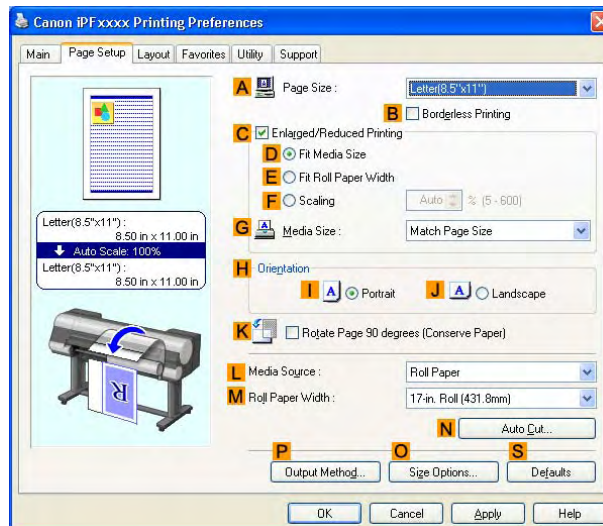 Canon iPFxxxx Printing Preferences
Main Page Setup Layout Favorites Utility Support
A Page Size : Letter(8.5"x11")
B Borderless Printing
C Enlarged/Reduced Printing
D Fit Media Size
E Fit Roll Paper Width
F Scaling Auto % (5 - 600)
G Media Size : Match Page Size
Letter(8.5"x11") :
8.50 in x 11.00 in
Auto Scale: 100%
Letter(8.5"x11") :
8.50 in x 11.00 in
H Orientation
I A Portrait J A Landscape
K Rotate Page 90 degrees (Conserve Paper)
R
L Media Source : Roll Paper
M Roll Paper Width : 17-in. Roll (431.8mm)
N Auto Cut...
P O S
Output Method... Size Options... Defaults
OK Cancel Apply Help